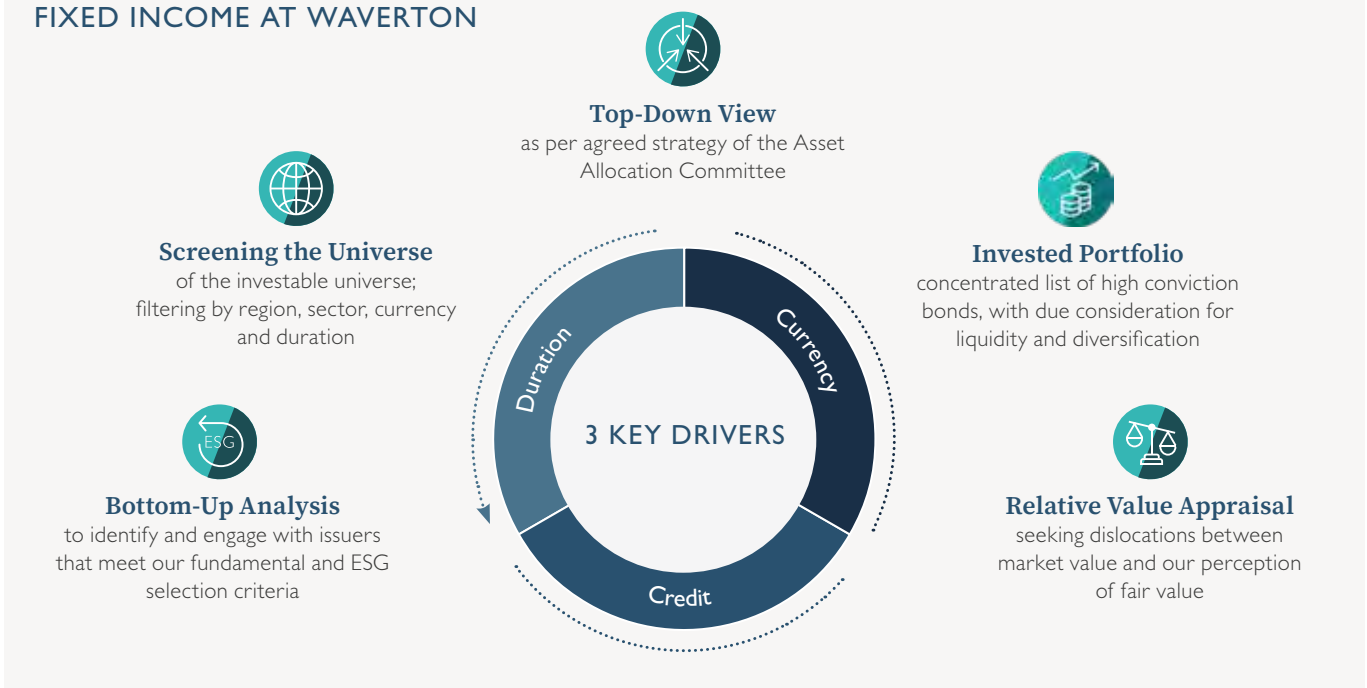 FIXED INCOME AT WAVERTON
Top-Down View
as per agreed strategy of the Asset
Allocation Committee
Screening the Universe
of the investable universe;
filtering by region, sector, currency
and duration
ESG
Bottom-Up Analysis
to identify and engage with issuers
that meet our fundamental and ESG
selection criteria
Duration
Currency
Credit
3 KEY DRIVERS
Invested Portfolio
concentrated list of high conviction
bonds, with due consideration for
liquidity and diversification
Relative Value Appraisal
seeking dislocations between
market value and our perception
of fair value